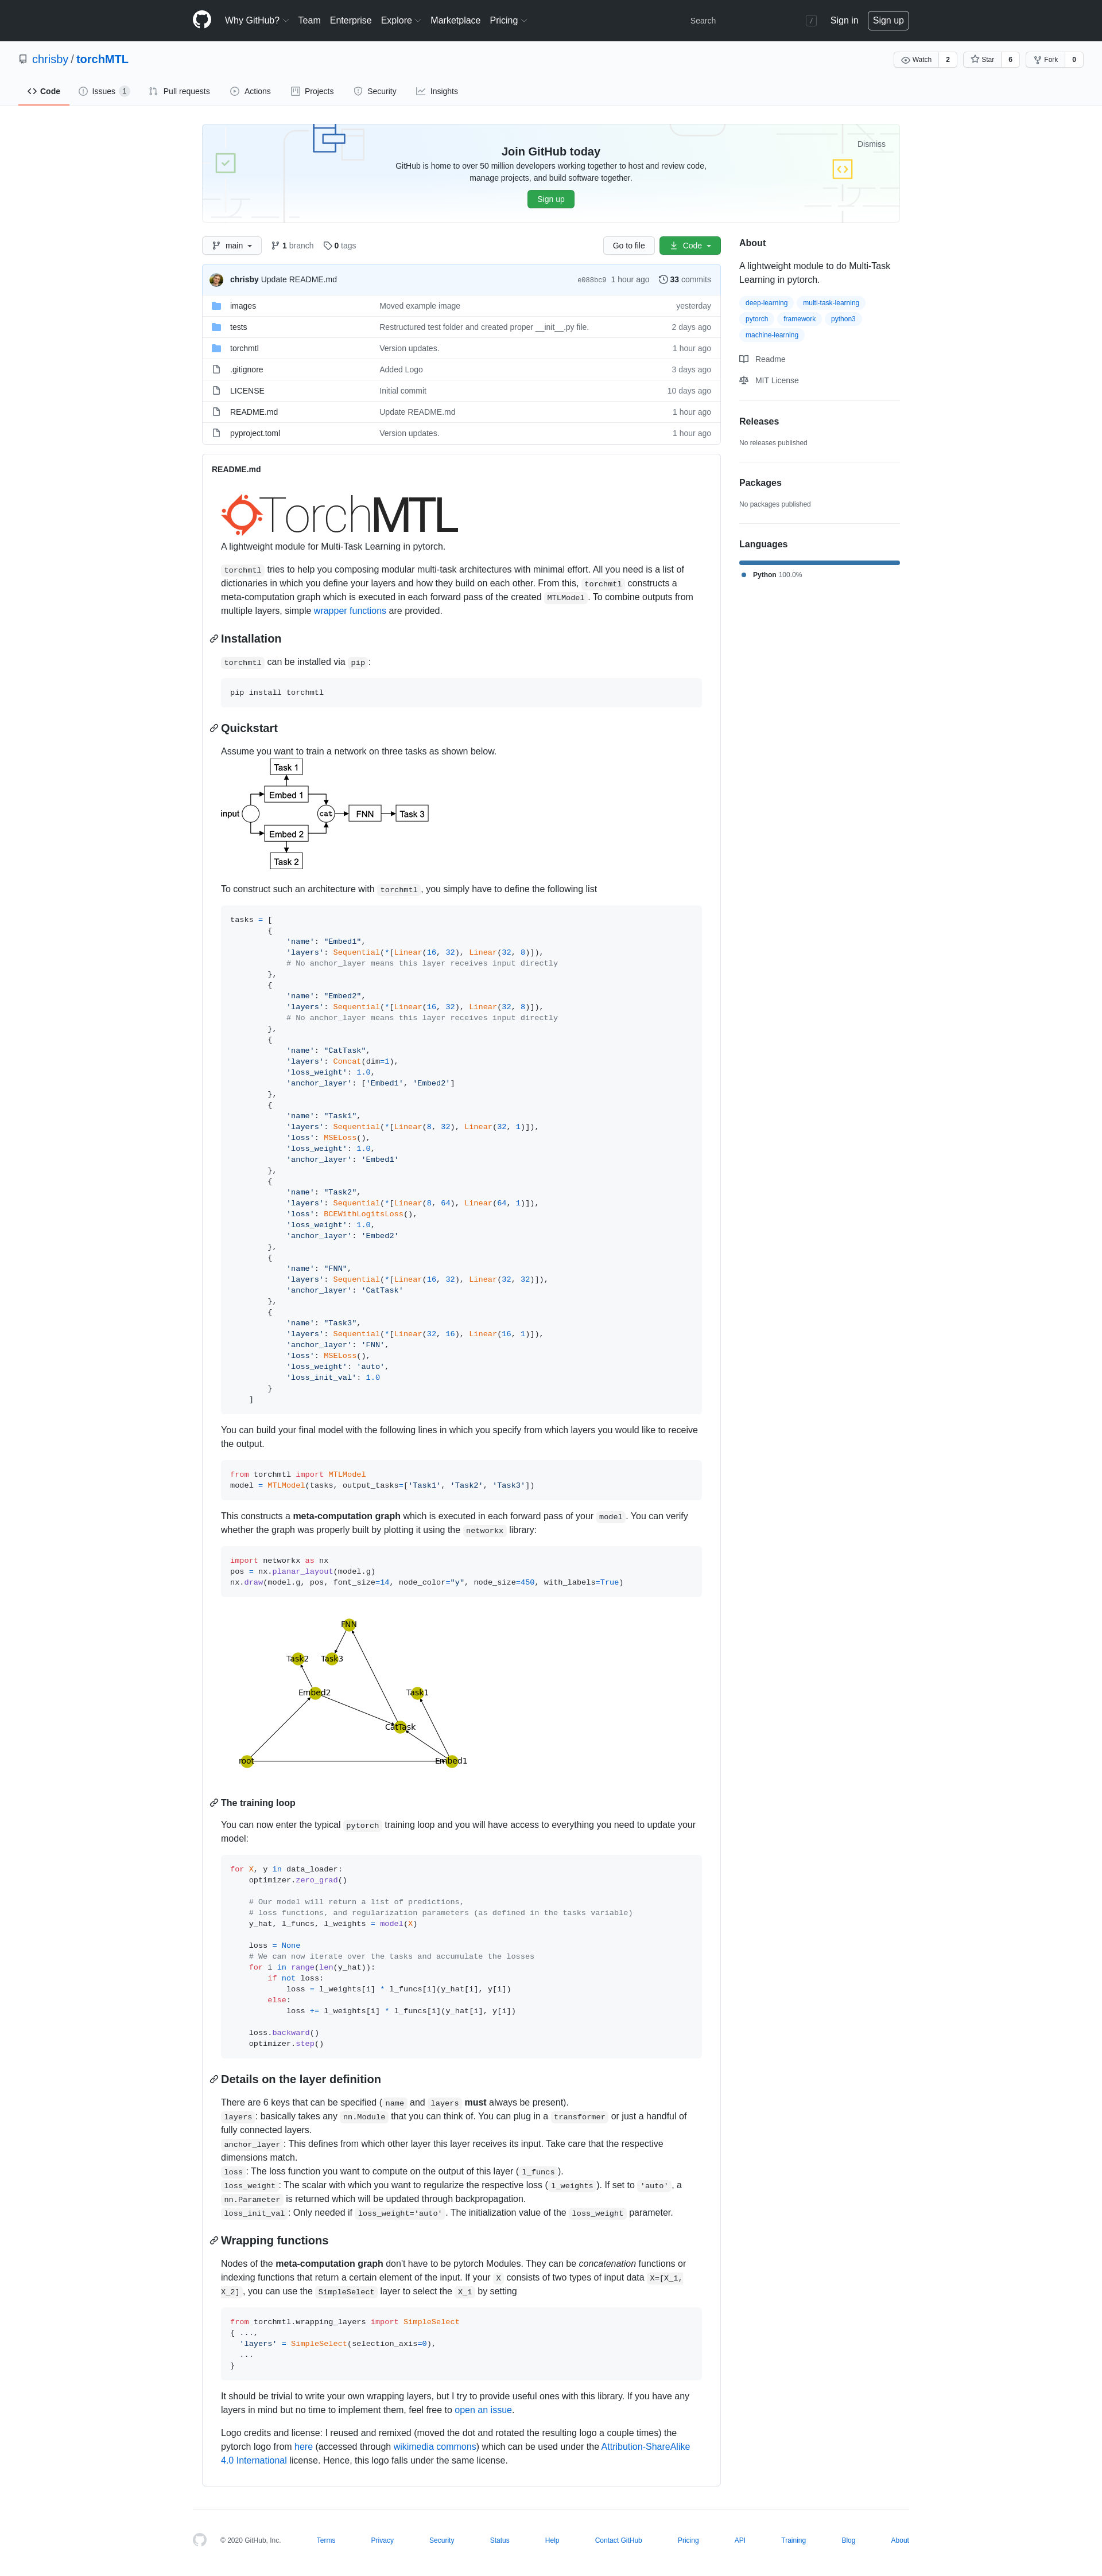 Why GitHub? Team Enterprise Explore Marketplace Pricing Search / Sign in Sign up
chrisby / torchMTL Watch 2 Star 6 Fork 0
Code Issues 1 Pull requests Actions Projects Security Insights
Join GitHub today
Dismiss
GitHub is home to over 50 million developers working together to host and review code,
manage projects, and build software together.
Sign up
main 1 branch 0 tags Go to file Code
chrisby Update README.md e088bc9 1 hour ago 33 commits
images Moved example image yesterday
tests Restructured test folder and created proper __init__.py file. 2 days ago
torchmtl Version updates. 1 hour ago
.gitignore Added Logo 3 days ago
LICENSE Initial commit 10 days ago
README.md Update README.md 1 hour ago
pyproject.toml Version updates. 1 hour ago
About
A lightweight module to do Multi-Task
Learning in pytorch.
deep-learning multi-task-learning
pytorch framework python3
machine-learning
Readme
MIT License
Releases
No releases published
Packages
No packages published
Languages
Python 100.0%
README.md
TorchMTL
A lightweight module for Multi-Task Learning in pytorch.
torchmtl tries to help you composing modular multi-task architectures with minimal effort. All you need is a list of
dictionaries in which you define your layers and how they build on each other. From this, torchmtl constructs a
meta-computation graph which is executed in each forward pass of the created MTLModel. To combine outputs from
multiple layers, simple wrapper functions are provided.
Installation
torchmtl can be installed via pip:
pip install torchmtl
Quickstart
Assume you want to train a network on three tasks as shown below.
Task 1
Embed 1
input cat FNN Task 3
Embed 2
Task 2
To construct such an architecture with torchmtl, you simply have to define the following list
tasks = [
        {
            'name': "Embed1",
            'layers': Sequential(*[Linear(16, 32), Linear(32, 8)]),
            # No anchor_layer means this layer receives input directly
        },
        {
            'name': "Embed2",
            'layers': Sequential(*[Linear(16, 32), Linear(32, 8)]),
            # No anchor_layer means this layer receives input directly
        },
        {
            'name': "CatTask",
            'layers': Concat(dim=1),
            'loss_weight': 1.0,
            'anchor_layer': ['Embed1', 'Embed2']
        },
        {
            'name': "Task1",
            'layers': Sequential(*[Linear(8, 32), Linear(32, 1)]),
            'loss': MSELoss(),
            'loss_weight': 1.0,
            'anchor_layer': 'Embed1'
        },
        {
            'name': "Task2",
            'layers': Sequential(*[Linear(8, 64), Linear(64, 1)]),
            'loss': BCEWithLogitsLoss(),
            'loss_weight': 1.0,
            'anchor_layer': 'Embed2'
        },
        {
            'name': "FNN",
            'layers': Sequential(*[Linear(16, 32), Linear(32, 32)]),
            'anchor_layer': 'CatTask'
        },
        {
            'name': "Task3",
            'layers': Sequential(*[Linear(32, 16), Linear(16, 1)]),
            'anchor_layer': 'FNN',
            'loss': MSELoss(),
            'loss_weight': 'auto',
            'loss_init_val': 1.0
        }
    ]
You can build your final model with the following lines in which you specify from which layers you would like to receive
the output.
from torchmtl import MTLModel
model = MTLModel(tasks, output_tasks=['Task1', 'Task2', 'Task3'])
This constructs a meta-computation graph which is executed in each forward pass of your model. You can verify
whether the graph was properly built by plotting it using the networkx library:
import networkx as nx
pos = nx.planar_layout(model.g)
nx.draw(model.g, pos, font_size=14, node_color="y", node_size=450, with_labels=True)
FNN
Task2 Task3
Embed2 Task1
CatTask
root Embed1
The training loop
You can now enter the typical pytorch training loop and you will have access to everything you need to update your
model:
for X, y in data_loader:
    optimizer.zero_grad()
    # Our model will return a list of predictions,
    # loss functions, and regularization parameters (as defined in the tasks variable)
    y_hat, l_funcs, l_weights = model(X)
    loss = None
    # We can now iterate over the tasks and accumulate the losses
    for i in range(len(y_hat)):
        if not loss:
            loss = l_weights[i] * l_funcs[i](y_hat[i], y[i])
        else:
            loss += l_weights[i] * l_funcs[i](y_hat[i], y[i])
    loss.backward()
    optimizer.step()
Details on the layer definition
There are 6 keys that can be specified (name and layers must always be present).
layers: basically takes any nn.Module that you can think of. You can plug in a transformer or just a handful of
fully connected layers.
anchor_layer: This defines from which other layer this layer receives its input. Take care that the respective
dimensions match.
loss: The loss function you want to compute on the output of this layer (l_funcs).
loss_weight: The scalar with which you want to regularize the respective loss (l_weights). If set to 'auto', a
nn.Parameter is returned which will be updated through backpropagation.
loss_init_val: Only needed if loss_weight='auto'. The initialization value of the loss_weight parameter.
Wrapping functions
Nodes of the meta-computation graph don't have to be pytorch Modules. They can be concatenation functions or
indexing functions that return a certain element of the input. If your X consists of two types of input data X=[X_1,
X_2], you can use the SimpleSelect layer to select the X_1 by setting
from torchmtl.wrapping_layers import SimpleSelect
{ ...,
  'layers' = SimpleSelect(selection_axis=0),
  ...
}
It should be trivial to write your own wrapping layers, but I try to provide useful ones with this library. If you have any
layers in mind but no time to implement them, feel free to open an issue.
Logo credits and license: I reused and remixed (moved the dot and rotated the resulting logo a couple times) the
pytorch logo from here (accessed through wikimedia commons) which can be used under the Attribution-ShareAlike
4.0 International license. Hence, this logo falls under the same license.
© 2020 GitHub, Inc. Terms Privacy Security Status Help Contact GitHub Pricing API Training Blog About